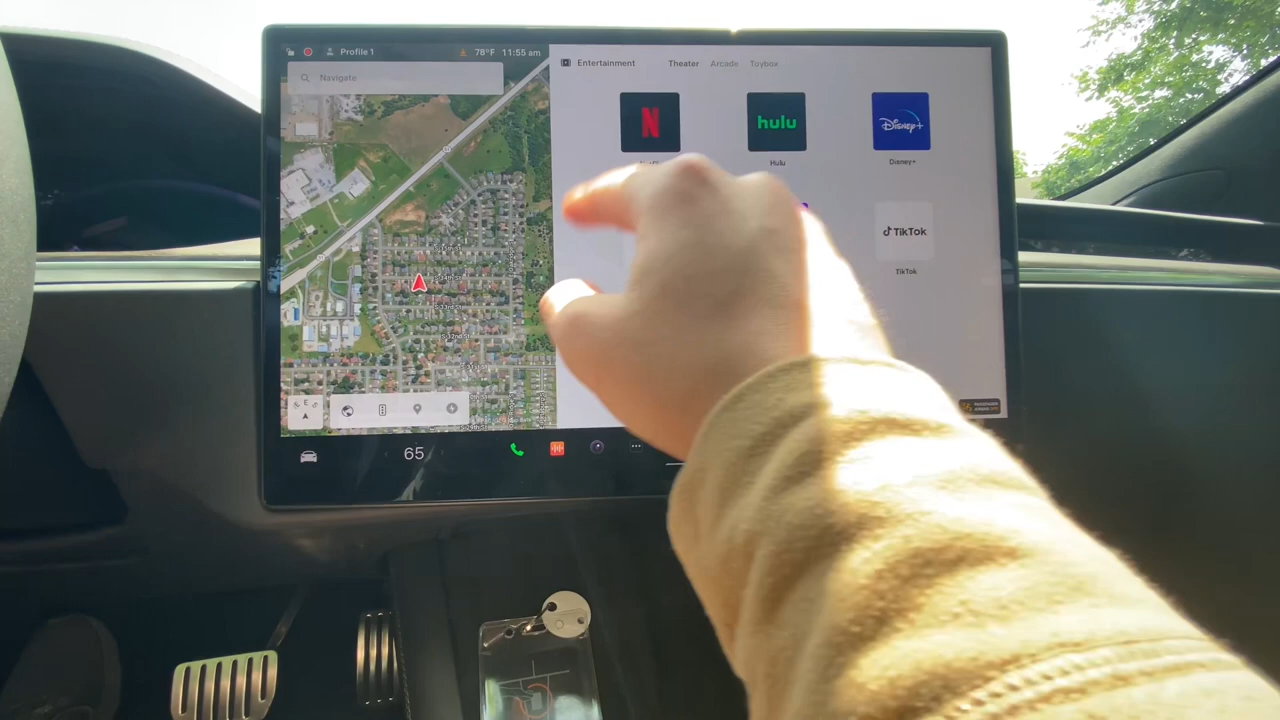 Profile 1 78°F 11:55 am
Navigate
Entertainment Theater Arcade Toybox
N
hulu
Disney+
Hulu
Disney+
TikTok
TikTok
E
65